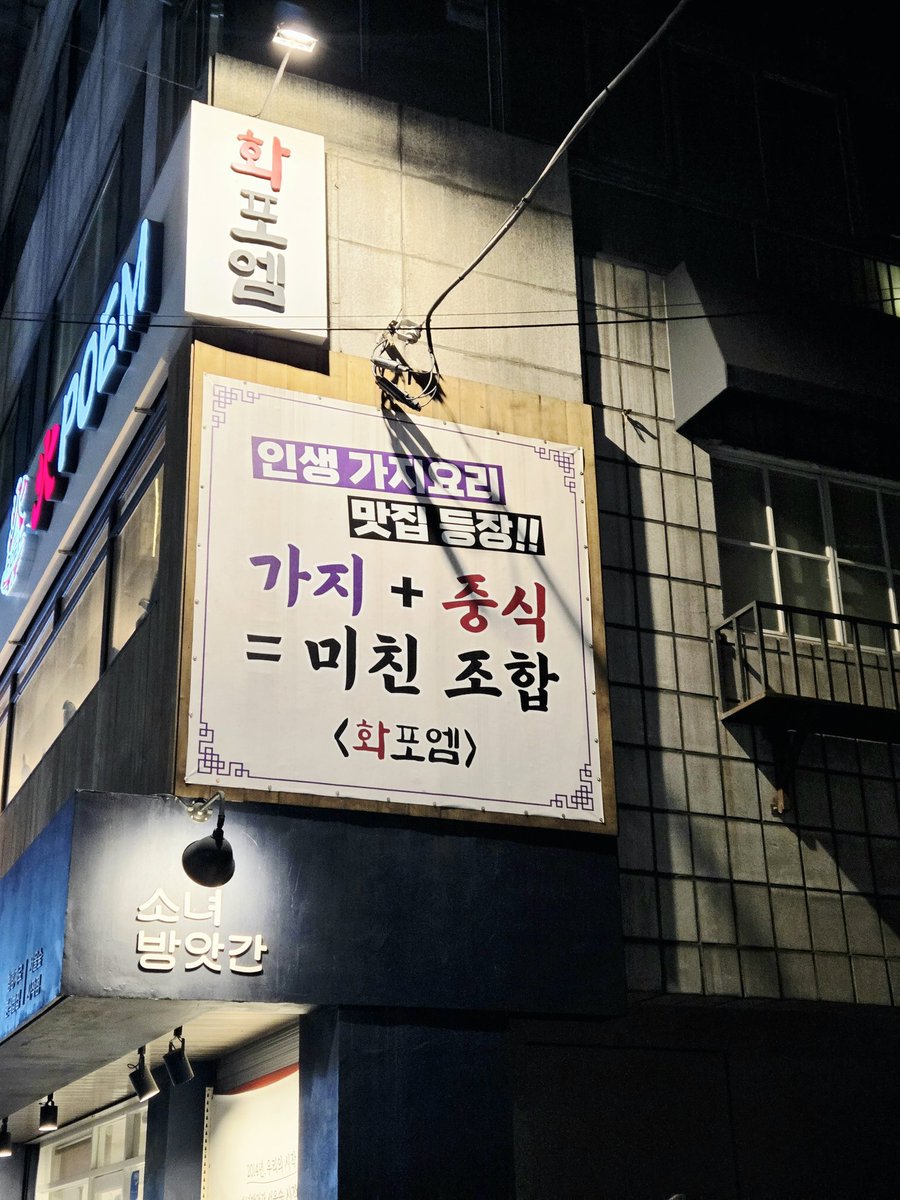 화포엠
POEM
인생 가지요리
맛집 등장!!
가지 + 중식
= 미친 조합
<화포엠>
소녀
방앗간